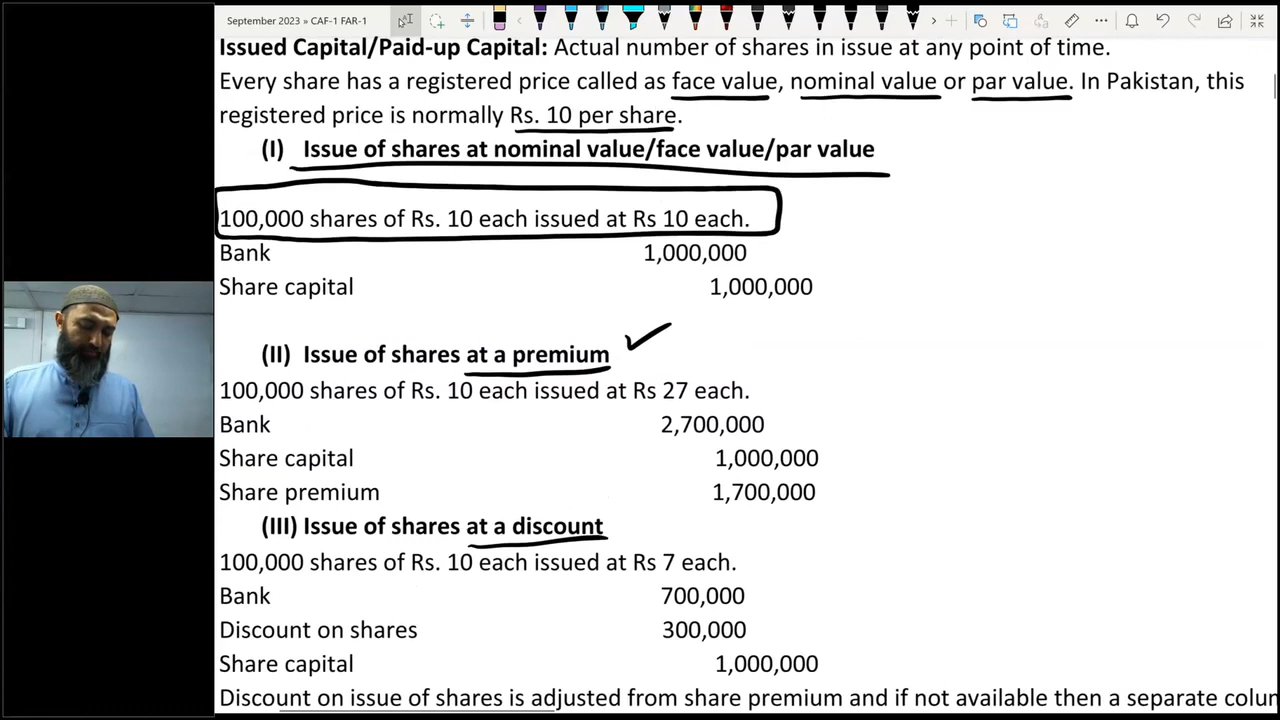 September 2023 » CAF-1 FAR-1
Issued Capital/Paid-up Capital: Actual number of shares in issue at any point of time.
Every share has a registered price called as face value, nominal value or par value. In Pakistan, this
registered price is normally Rs. 10 per share.
(I) Issue of shares at nominal value/face value/par value
100,000 shares of Rs. 10 each issued at Rs 10 each.
Bank 1,000,000
Share capital 1,000,000
(II) Issue of shares at a premium
100,000 shares of Rs. 10 each issued at Rs 27 each.
Bank 2,700,000
Share capital 1,000,000
Share premium 1,700,000
(III) Issue of shares at a discount
100,000 shares of Rs. 10 each issued at Rs 7 each.
Bank 700,000
Discount on shares 300,000
Share capital 1,000,000
Discount on issue of shares is adjusted from share premium and if not available then a separate colun